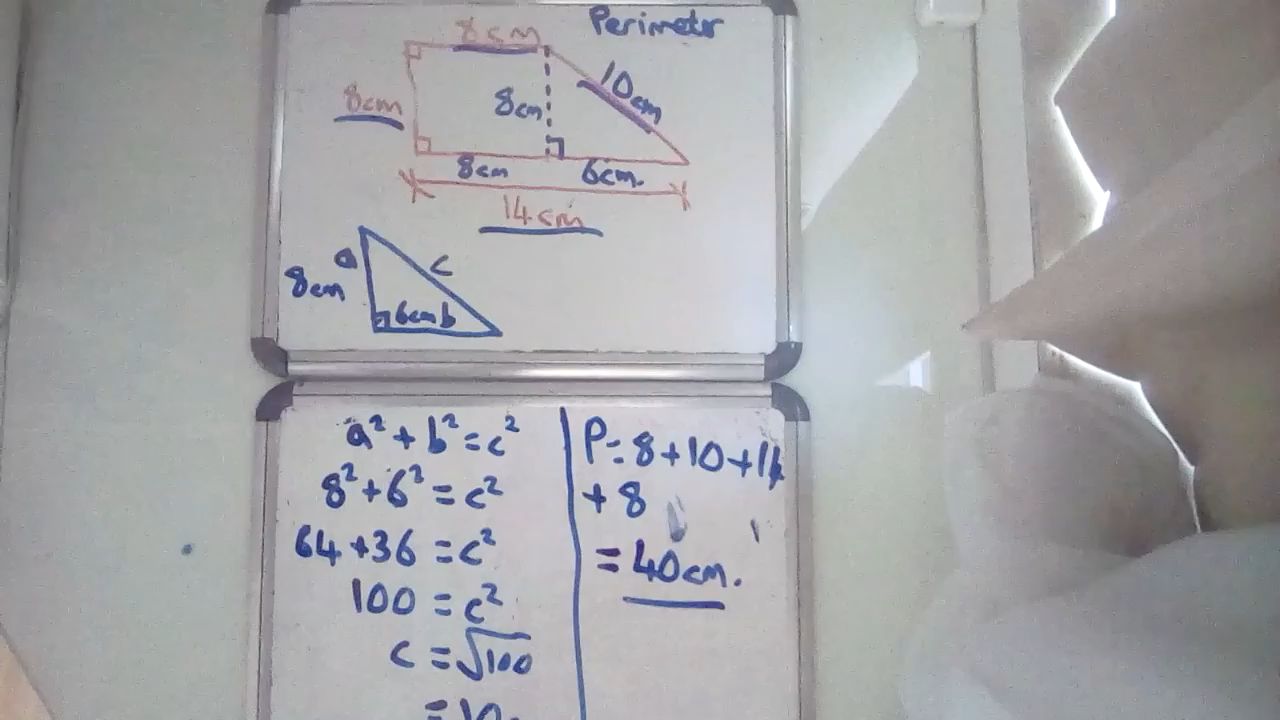 Perimeter
8cm
10cm
8cm
8cm
8cm
6cm.
14cm
a
c
8cm
6cm b
a² + b² = c²
8² + 6² = c²
64 + 36 = c²
100 = c²
c = √100
= 10
P = 8 + 10 + 14
+ 8
= 40cm.